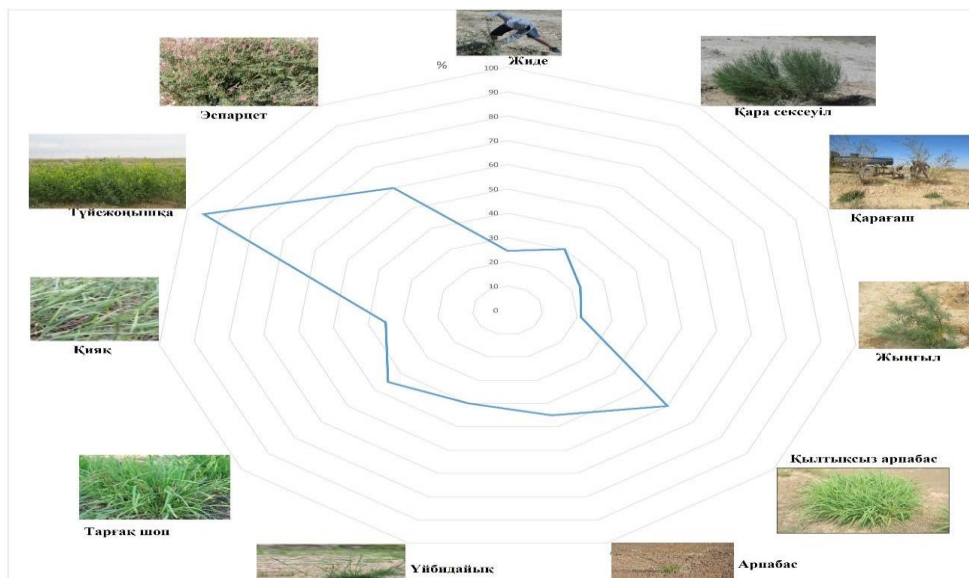 Жиде
%
100
90
80
70
60
50
40
30
20
10
0
Қара сексеуіл
Қарағаш
Жыңғыл
Қылтықсыз арпабас
Арпабас
Үйбидайық
Тарғақ шөп
Қияқ
Түйежоңышқа
Эспарцет